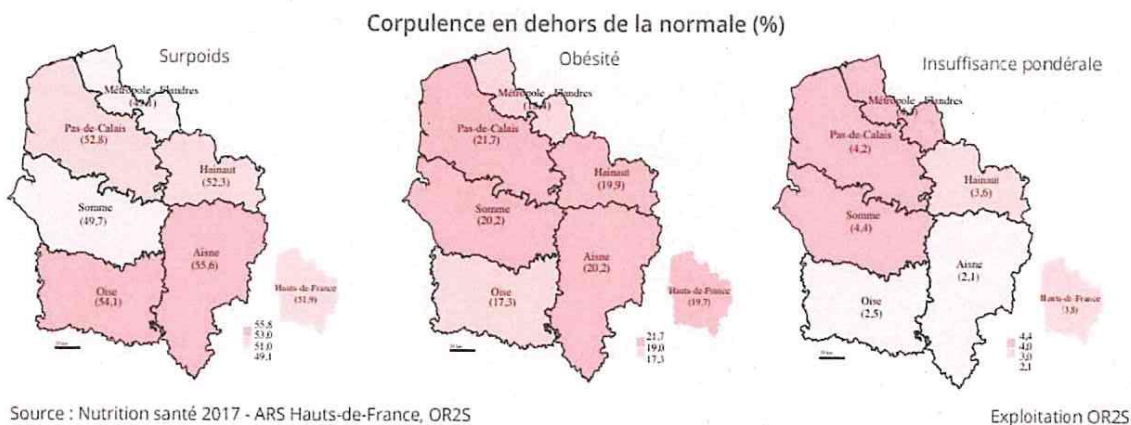 Corpulence en dehors de la normale (%)
Surpoids
Métropole - Flandres
Pas-de-Calais
(52,8)
Hainaut
(52,3)
Somme
(49,7)
Aisne
(55,6)
Oise
(54,1)
Hauts-de-France
(51,9)
55,8
53,0
51,0
49,1
Obésité
Métropole - Flandres
Pas-de-Calais
(21,7)
Hainaut
(19,9)
Somme
(20,2)
Aisne
(20,2)
Oise
(17,3)
Hauts-de-France
(19,7)
21,7
19,0
17,3
Insuffisance pondérale
Métropole - Flandres
Pas-de-Calais
(4,2)
Hainaut
(3,6)
Somme
(4,4)
Aisne
(2,1)
Oise
(2,5)
Hauts-de-France
(3,8)
4,4
4,0
3,0
2,1
Source : Nutrition santé 2017 - ARS Hauts-de-France, OR2S
Exploitation OR2S